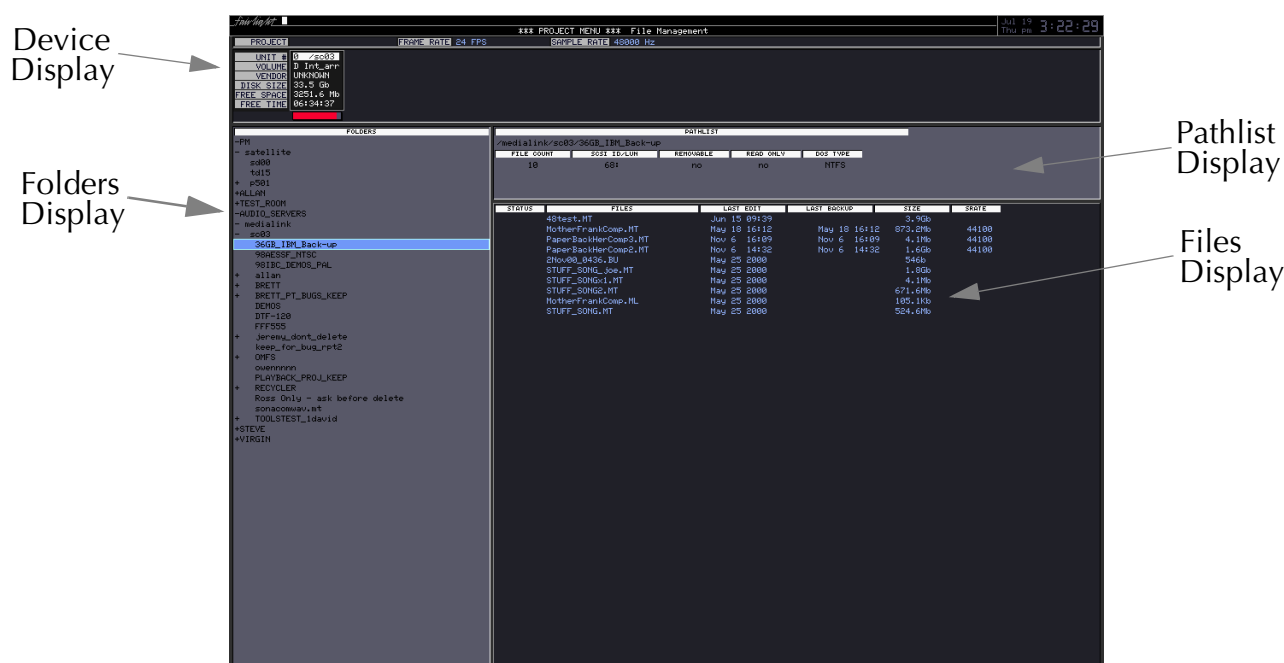 fairlight
*** PROJECT MENU *** File Management
Jul 19
Thu pm 3:22:29
PROJECT FRAME RATE 24 FPS SAMPLE RATE 48000 Hz
Device
Display
UNIT # 0 /sc03
VOLUME D Int_arr
VENDOR UNKNOWN
DISK SIZE 33.5 Gb
FREE SPACE 3251.6 Mb
FREE TIME 06:34:37
Folders
Display
FOLDERS
-PM
- satellite
sd00
td15
+ p501
+ALLAN
+TEST_ROOM
-AUDIO_SERVERS
- medialink
- sc03
36GB_IBM_Back-up
98AESSF_NTSC
98IBC_DEMOS_PAL
+ allan
+ BRETT
+ BRETT_PT_BUGS_KEEP
DEMOS
DTF-120
FFF555
+ jeremy_dont_delete
keep_for_bug_rpt2
+ OMFS
owennnnn
PLAYBACK_PROJ_KEEP
+ RECYCLER
Ross Only - ask before delete
sonacomwav.mt
+ TOOLSTEST_1david
+STEVE
+VIRGIN
Pathlist
Display
PATHLIST
/medialink/sc03/36GB_IBM_Back-up
FILE COUNT SCSI ID/LUN REMOVABLE READ ONLY DOS TYPE
10 68: no no NTFS
Files
Display
STATUS FILES LAST EDIT LAST BACKUP SIZE SRATE
48test.MT Jun 15 09:39 3.9Gb
MotherFrankComp.MT May 18 16:12 May 18 16:12 873.2Mb 44100
PaperBackHerComp3.MT Nov 6 16:09 Nov 6 16:09 4.1Mb 44100
PaperBackHerComp2.MT Nov 6 14:32 Nov 6 14:32 1.6Gb 44100
2Nov00_0436.BU May 25 2000 546b
STUFF_SONG_joe.MT May 25 2000 1.8Gb
STUFF_SONGx1.MT May 25 2000 4.1Mb
STUFF_SONG2.MT May 25 2000 671.6Mb
MotherFrankComp.ML May 25 2000 105.1Kb
STUFF_SONG.MT May 25 2000 524.6Mb